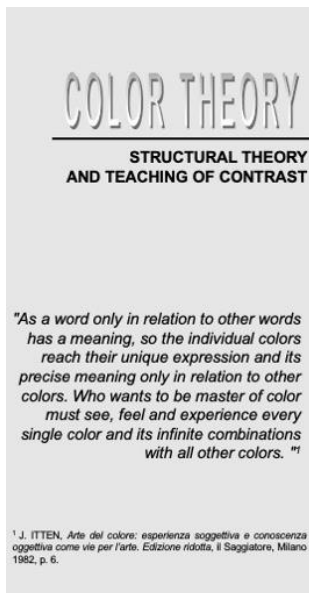 COLOR THEORY
STRUCTURAL THEORY
AND TEACHING OF CONTRAST
"As a word only in relation to other words
has a meaning, so the individual colors
reach their unique expression and its
precise meaning only in relation to other
colors. Who wants to be master of color
must see, feel and experience every
single color and its infinite combinations
with all other colors. "¹
¹ J. ITTEN, Arte del colore: esperienza soggettiva e conoscenza
oggettiva come vie per l'arte. Edizione ridotta, Il Saggiatore, Milano
1982, p. 6.